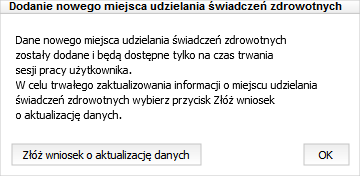 Dodanie nowego miejsca udzielania świadczeń zdrowotnych
Dane nowego miejsca udzielania świadczeń zdrowotnych
zostały dodane i będą dostępne tylko na czas trwania
sesji pracy użytkownika.
W celu trwałego zaktualizowania informacji o miejscu udzielania
świadczeń zdrowotnych wybierz przycisk Złóż wniosek
o aktualizację danych.
Złóż wniosek o aktualizację danych OK